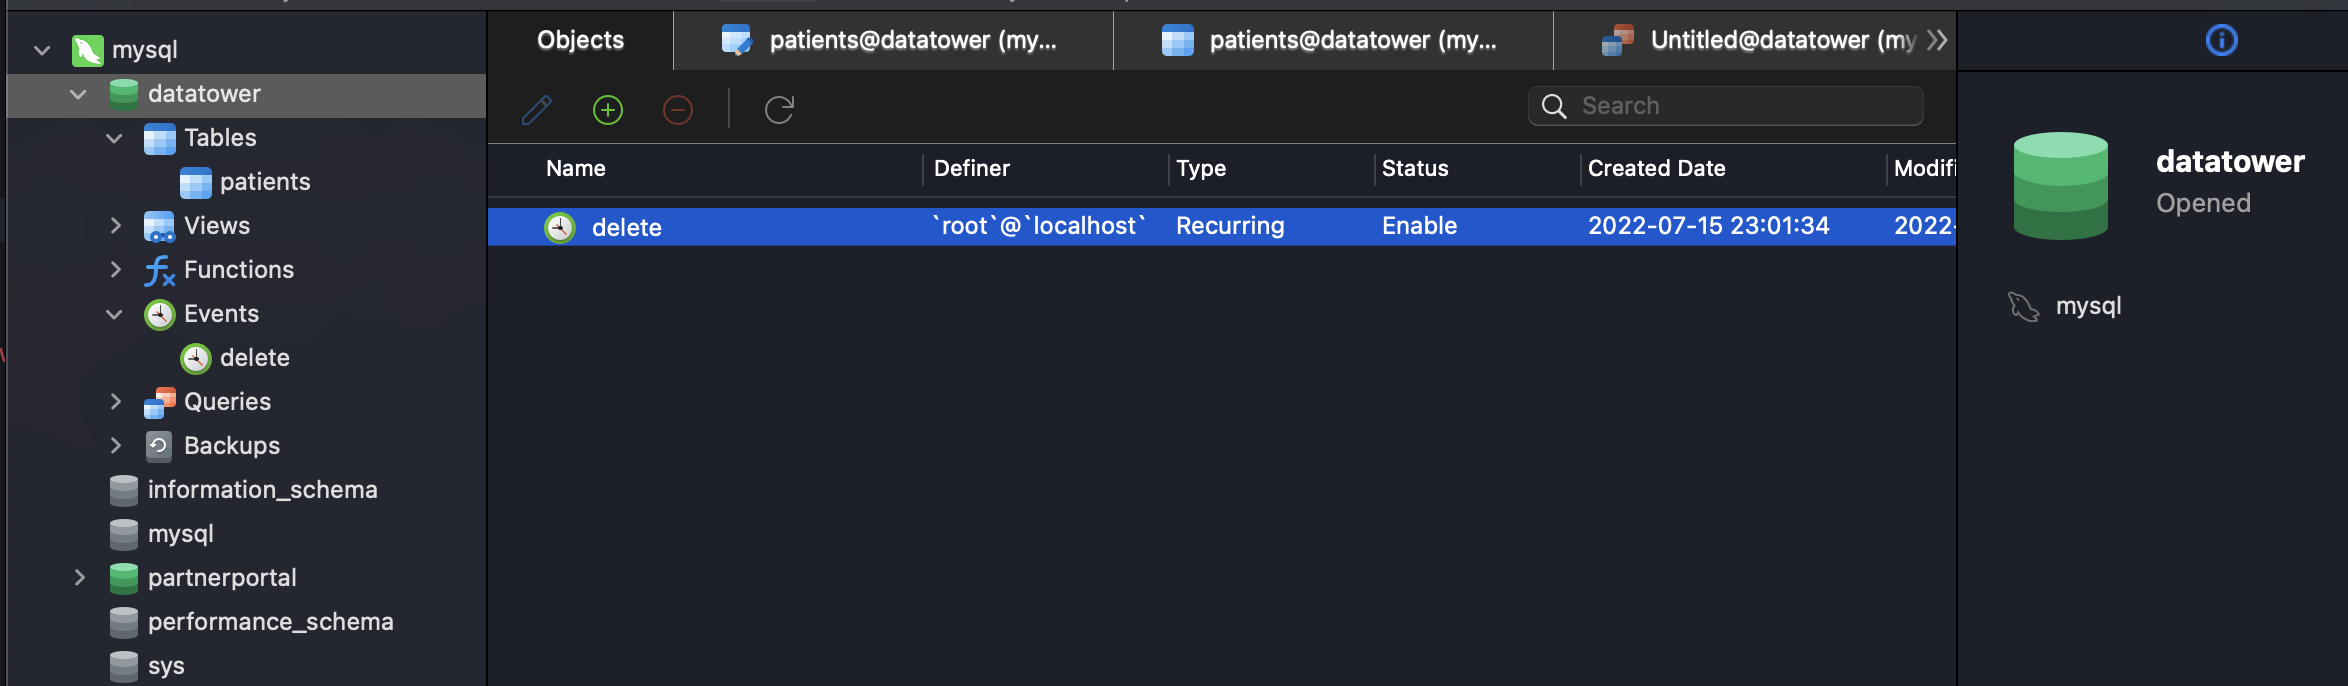 mysql
datatower
Tables
patients
Views
Functions
Events
delete
Queries
Backups
information_schema
mysql
partnerportal
performance_schema
sys
Objects
patients@datatower (my...
patients@datatower (my...
Untitled@datatower (my
Search
Name Definer Type Status Created Date Modifi
delete `root`@`localhost` Recurring Enable 2022-07-15 23:01:34 2022-
datatower
Opened
mysql